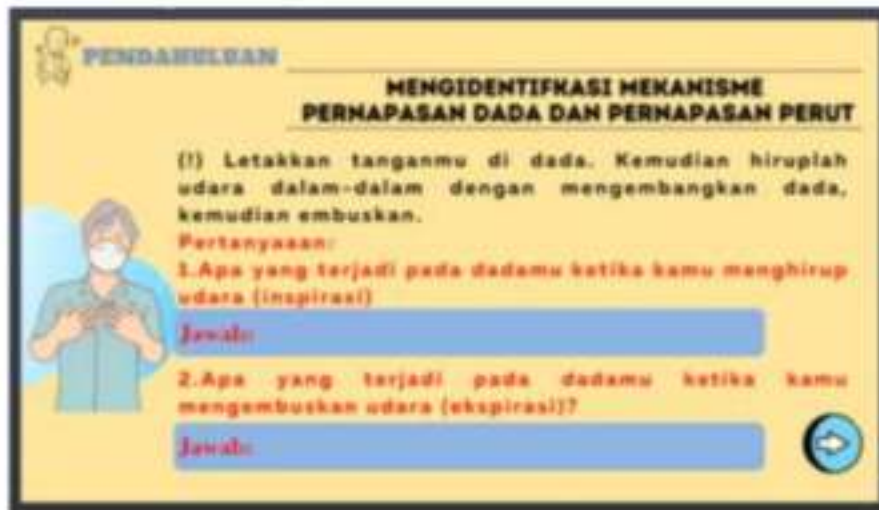 PENDAHULUAN
MENGIDENTIFKASI MEKANISME
PERNAPASAN DADA DAN PERNAPASAN PERUT
(!) Letakkan tanganmu di dada. Kemudian hiruplah
udara dalam-dalam dengan mengembangkan dada,
kemudian embuskan.
Pertanyaaan:
1.Apa yang terjadi pada dadamu ketika kamu menghirup
udara (inspirasi)
Jawab:
2.Apa yang terjadi pada dadamu ketika kamu
mengembuskan udara (ekspirasi)?
Jawab: